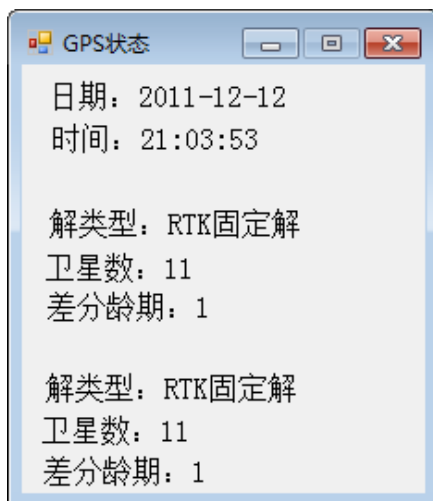 GPS状态
日期：2011-12-12
时间：21:03:53
解类型：RTK固定解
卫星数：11
差分龄期：1
解类型：RTK固定解
卫星数：11
差分龄期：1